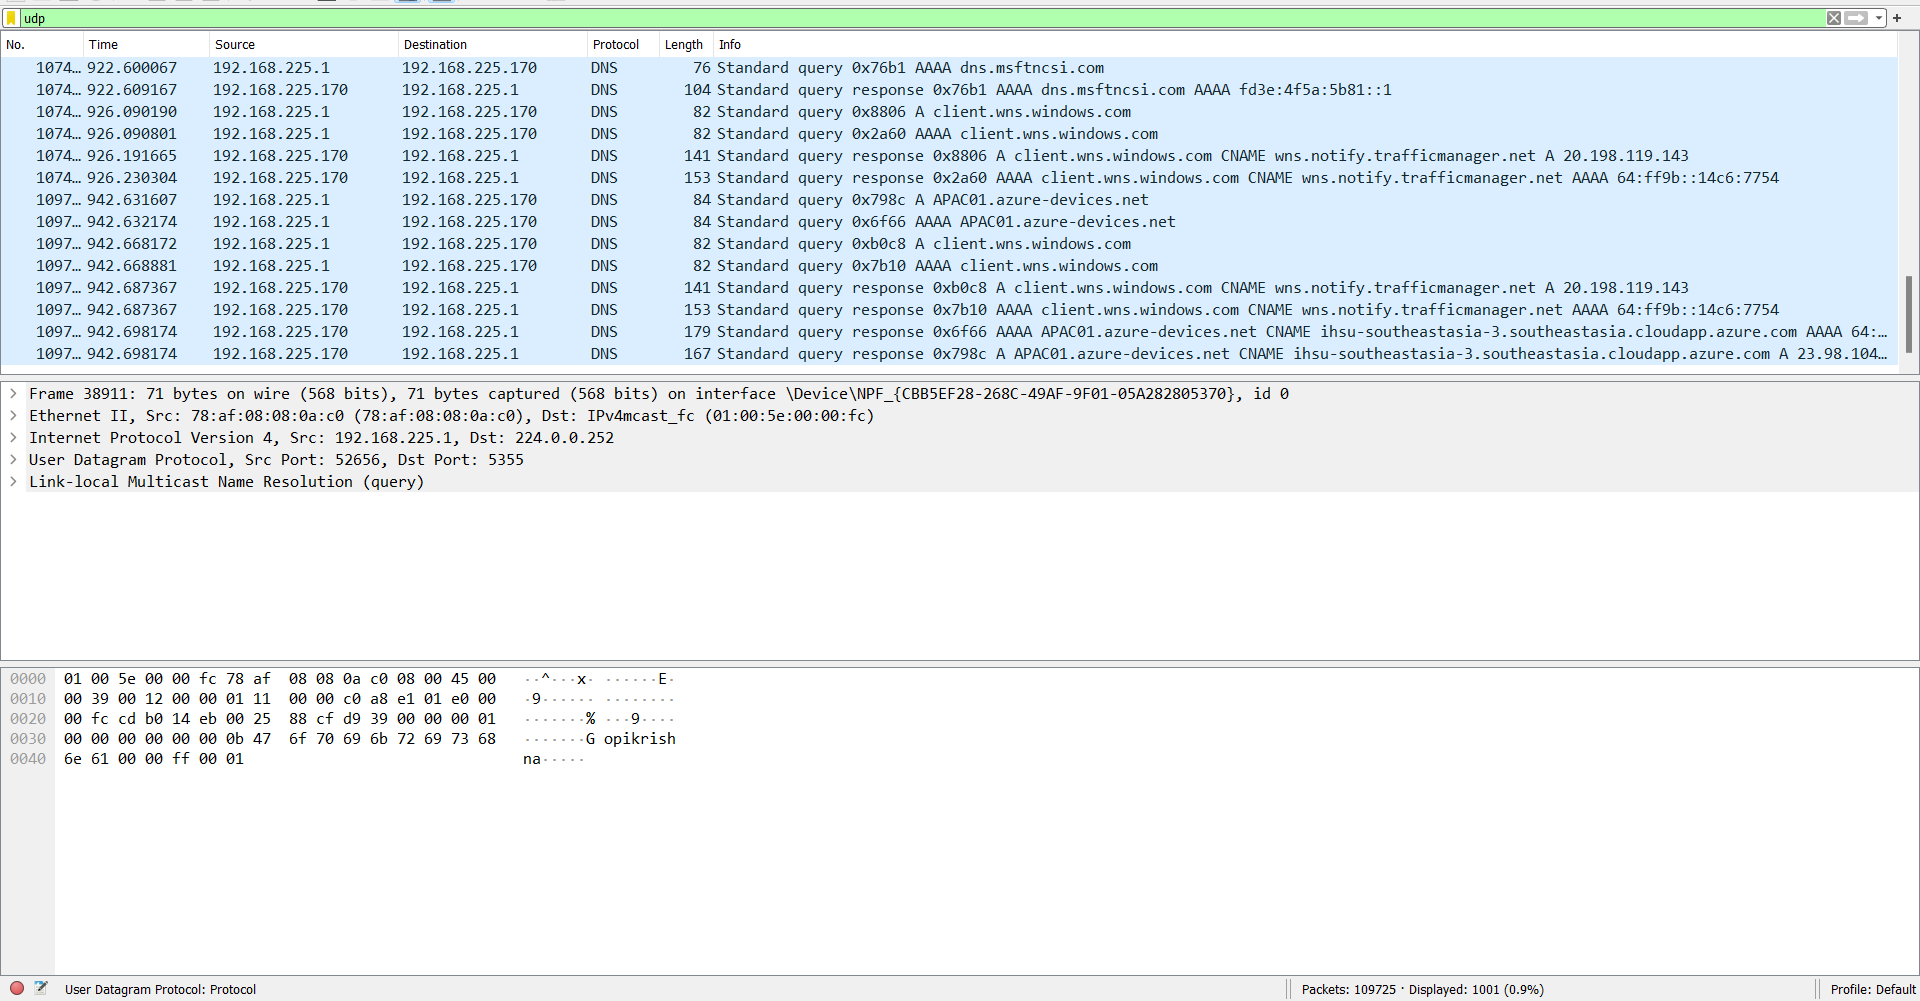 udp
No. Time Source Destination Protocol Length Info
1074… 922.600067 192.168.225.1 192.168.225.170 DNS 76 Standard query 0x76b1 AAAA dns.msftncsi.com
1074… 922.609167 192.168.225.170 192.168.225.1 DNS 104 Standard query response 0x76b1 AAAA dns.msftncsi.com AAAA fd3e:4f5a:5b81::1
1074… 926.090190 192.168.225.1 192.168.225.170 DNS 82 Standard query 0x8806 A client.wns.windows.com
1074… 926.090801 192.168.225.1 192.168.225.170 DNS 82 Standard query 0x2a60 AAAA client.wns.windows.com
1074… 926.191665 192.168.225.170 192.168.225.1 DNS 141 Standard query response 0x8806 A client.wns.windows.com CNAME wns.notify.trafficmanager.net A 20.198.119.143
1074… 926.230304 192.168.225.170 192.168.225.1 DNS 153 Standard query response 0x2a60 AAAA client.wns.windows.com CNAME wns.notify.trafficmanager.net AAAA 64:ff9b::14c6:7754
1097… 942.631607 192.168.225.1 192.168.225.170 DNS 84 Standard query 0x798c A APAC01.azure-devices.net
1097… 942.632174 192.168.225.1 192.168.225.170 DNS 84 Standard query 0x6f66 AAAA APAC01.azure-devices.net
1097… 942.668172 192.168.225.1 192.168.225.170 DNS 82 Standard query 0xb0c8 A client.wns.windows.com
1097… 942.668881 192.168.225.1 192.168.225.170 DNS 82 Standard query 0x7b10 AAAA client.wns.windows.com
1097… 942.687367 192.168.225.170 192.168.225.1 DNS 141 Standard query response 0xb0c8 A client.wns.windows.com CNAME wns.notify.trafficmanager.net A 20.198.119.143
1097… 942.687367 192.168.225.170 192.168.225.1 DNS 153 Standard query response 0x7b10 AAAA client.wns.windows.com CNAME wns.notify.trafficmanager.net AAAA 64:ff9b::14c6:7754
1097… 942.698174 192.168.225.170 192.168.225.1 DNS 179 Standard query response 0x6f66 AAAA APAC01.azure-devices.net CNAME ihsu-southeastasia-3.southeastasia.cloudapp.azure.com AAAA 64:…
1097… 942.698174 192.168.225.170 192.168.225.1 DNS 167 Standard query response 0x798c A APAC01.azure-devices.net CNAME ihsu-southeastasia-3.southeastasia.cloudapp.azure.com A 23.98.104…
Frame 38911: 71 bytes on wire (568 bits), 71 bytes captured (568 bits) on interface \Device\NPF_{CBB5EF28-268C-49AF-9F01-05A282805370}, id 0
Ethernet II, Src: 78:af:08:08:0a:c0 (78:af:08:08:0a:c0), Dst: IPv4mcast_fc (01:00:5e:00:00:fc)
Internet Protocol Version 4, Src: 192.168.225.1, Dst: 224.0.0.252
User Datagram Protocol, Src Port: 52656, Dst Port: 5355
Link-local Multicast Name Resolution (query)
0000 01 00 5e 00 00 fc 78 af 08 08 0a c0 08 00 45 00 ··^···x· ······E·
0010 00 39 00 12 00 00 01 11 00 00 c0 a8 e1 01 e0 00 ·9······ ········
0020 00 fc cd b0 14 eb 00 25 88 cf d9 39 00 00 00 01 ·······% ···9····
0030 00 00 00 00 00 00 0b 47 6f 70 69 6b 72 69 73 68 ·······G opikrish
0040 6e 61 00 00 ff 00 01 na·····
User Datagram Protocol: Protocol Packets: 109725 · Displayed: 1001 (0.9%) Profile: Default